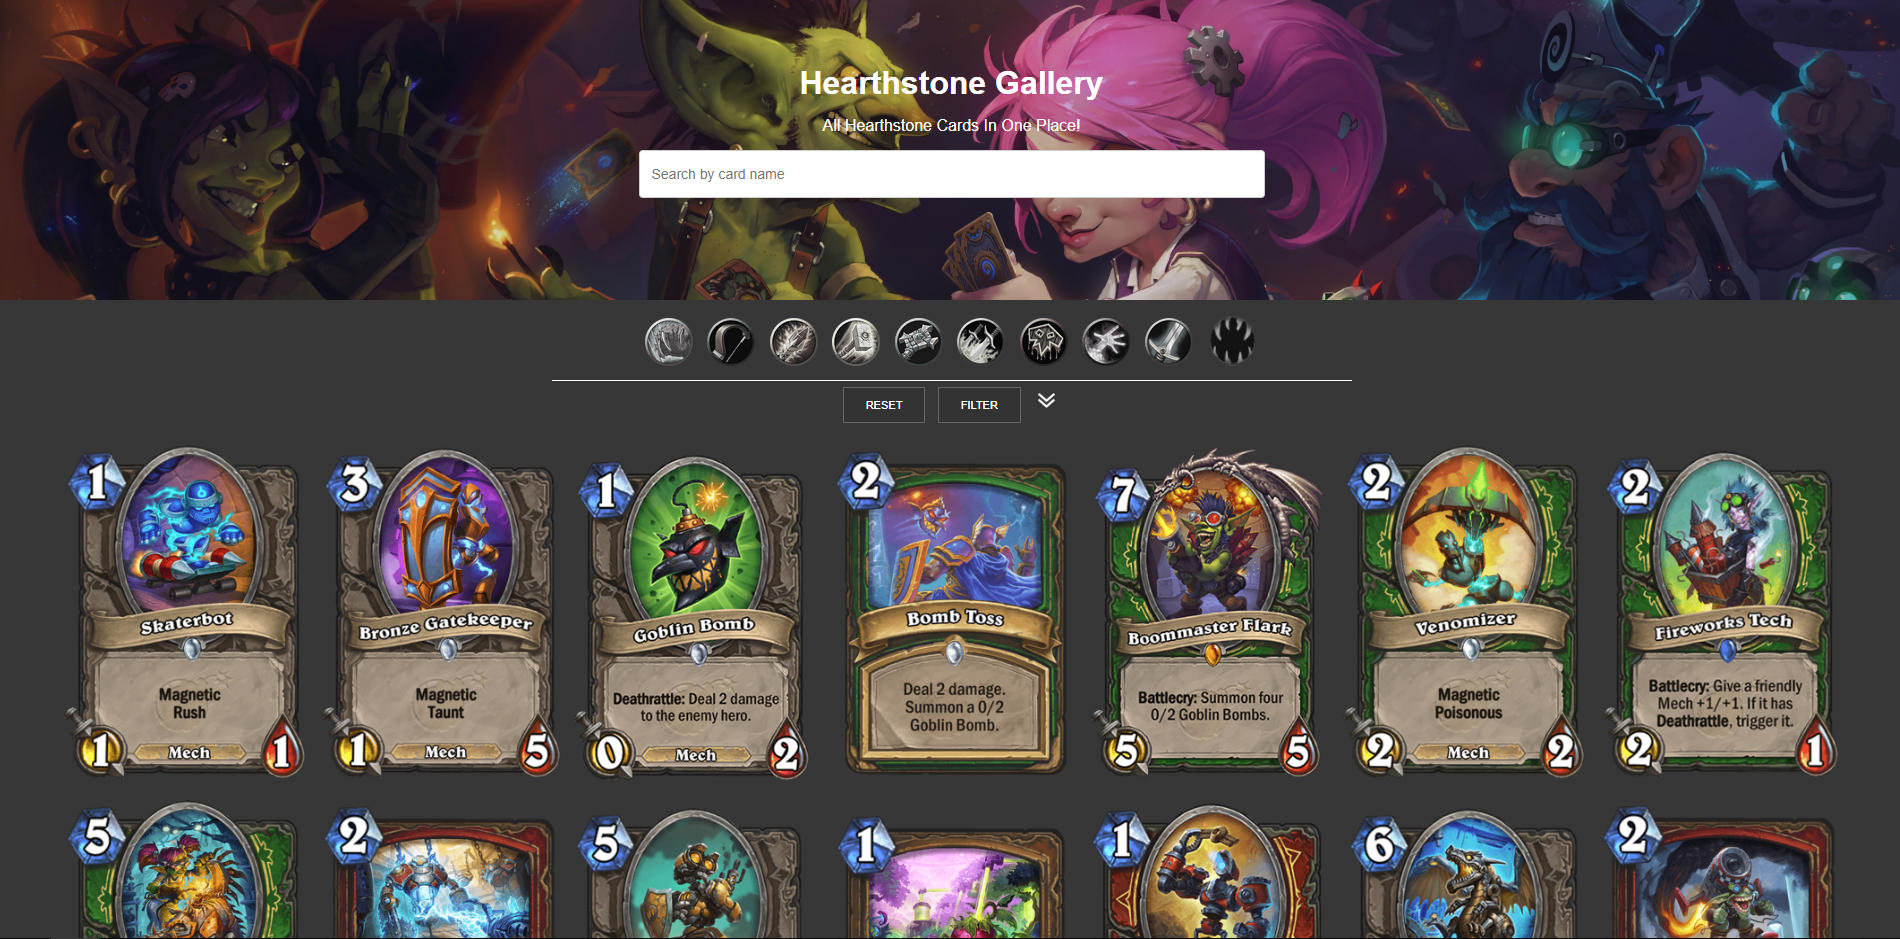 Hearthstone Gallery
All Hearthstone Cards In One Place!
Search by card name
RESET FILTER
1 3 1 2 7 2 2
Skaterbot
Magnetic
Rush
1 Mech 1
Bronze Gatekeeper
Magnetic
Taunt
1 Mech 5
Goblin Bomb
Deathrattle: Deal 2 damage
to the enemy hero.
0 Mech 2
Bomb Toss
Deal 2 damage.
Summon a 0/2
Goblin Bomb.
Boommaster Flark
Battlecry: Summon four
0/2 Goblin Bombs.
5 5
Venomizer
Magnetic
Poisonous
2 Mech 2
Fireworks Tech
Battlecry: Give a friendly
Mech +1/+1. If it has
Deathrattle, trigger it.
2 1
5 2 5 1 1 6 2